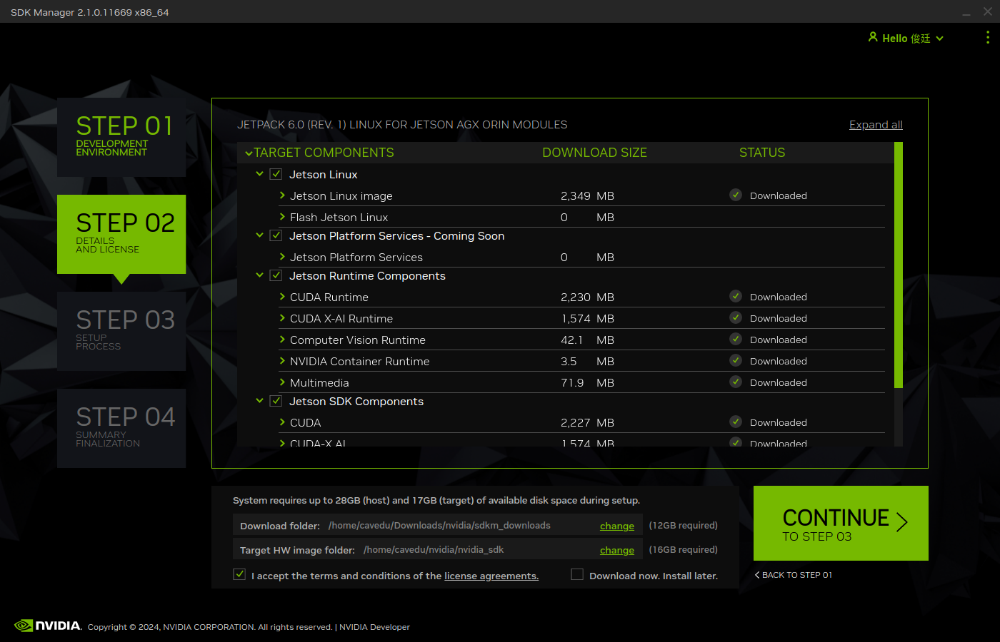 SDK Manager 2.1.0.11669 x86_64
Hello 俊廷
STEP 01
DEVELOPMENT
ENVIRONMENT
STEP 02
DETAILS
AND LICENSE
STEP 03
SETUP
PROCESS
STEP 04
SUMMARY
FINALIZATION
JETPACK 6.0 (REV. 1) LINUX FOR JETSON AGX ORIN MODULES
Expand all
TARGET COMPONENTS DOWNLOAD SIZE STATUS
Jetson Linux
Jetson Linux image 2,349 MB Downloaded
Flash Jetson Linux 0 MB
Jetson Platform Services - Coming Soon
Jetson Platform Services 0 MB
Jetson Runtime Components
CUDA Runtime 2,230 MB Downloaded
CUDA X-AI Runtime 1,574 MB Downloaded
Computer Vision Runtime 42.1 MB Downloaded
NVIDIA Container Runtime 3.5 MB Downloaded
Multimedia 71.9 MB Downloaded
Jetson SDK Components
CUDA 2,227 MB Downloaded
CUDA-X AI 1,574 MB Downloaded
System requires up to 28GB (host) and 17GB (target) of available disk space during setup.
Download folder: /home/cavedu/Downloads/nvidia/sdkm_downloads change (12GB required)
Target HW image folder: /home/cavedu/nvidia/nvidia_sdk change (16GB required)
I accept the terms and conditions of the license agreements. Download now. Install later.
CONTINUE
TO STEP 03
BACK TO STEP 01
NVIDIA. Copyright © 2024, NVIDIA CORPORATION. All rights reserved. | NVIDIA Developer